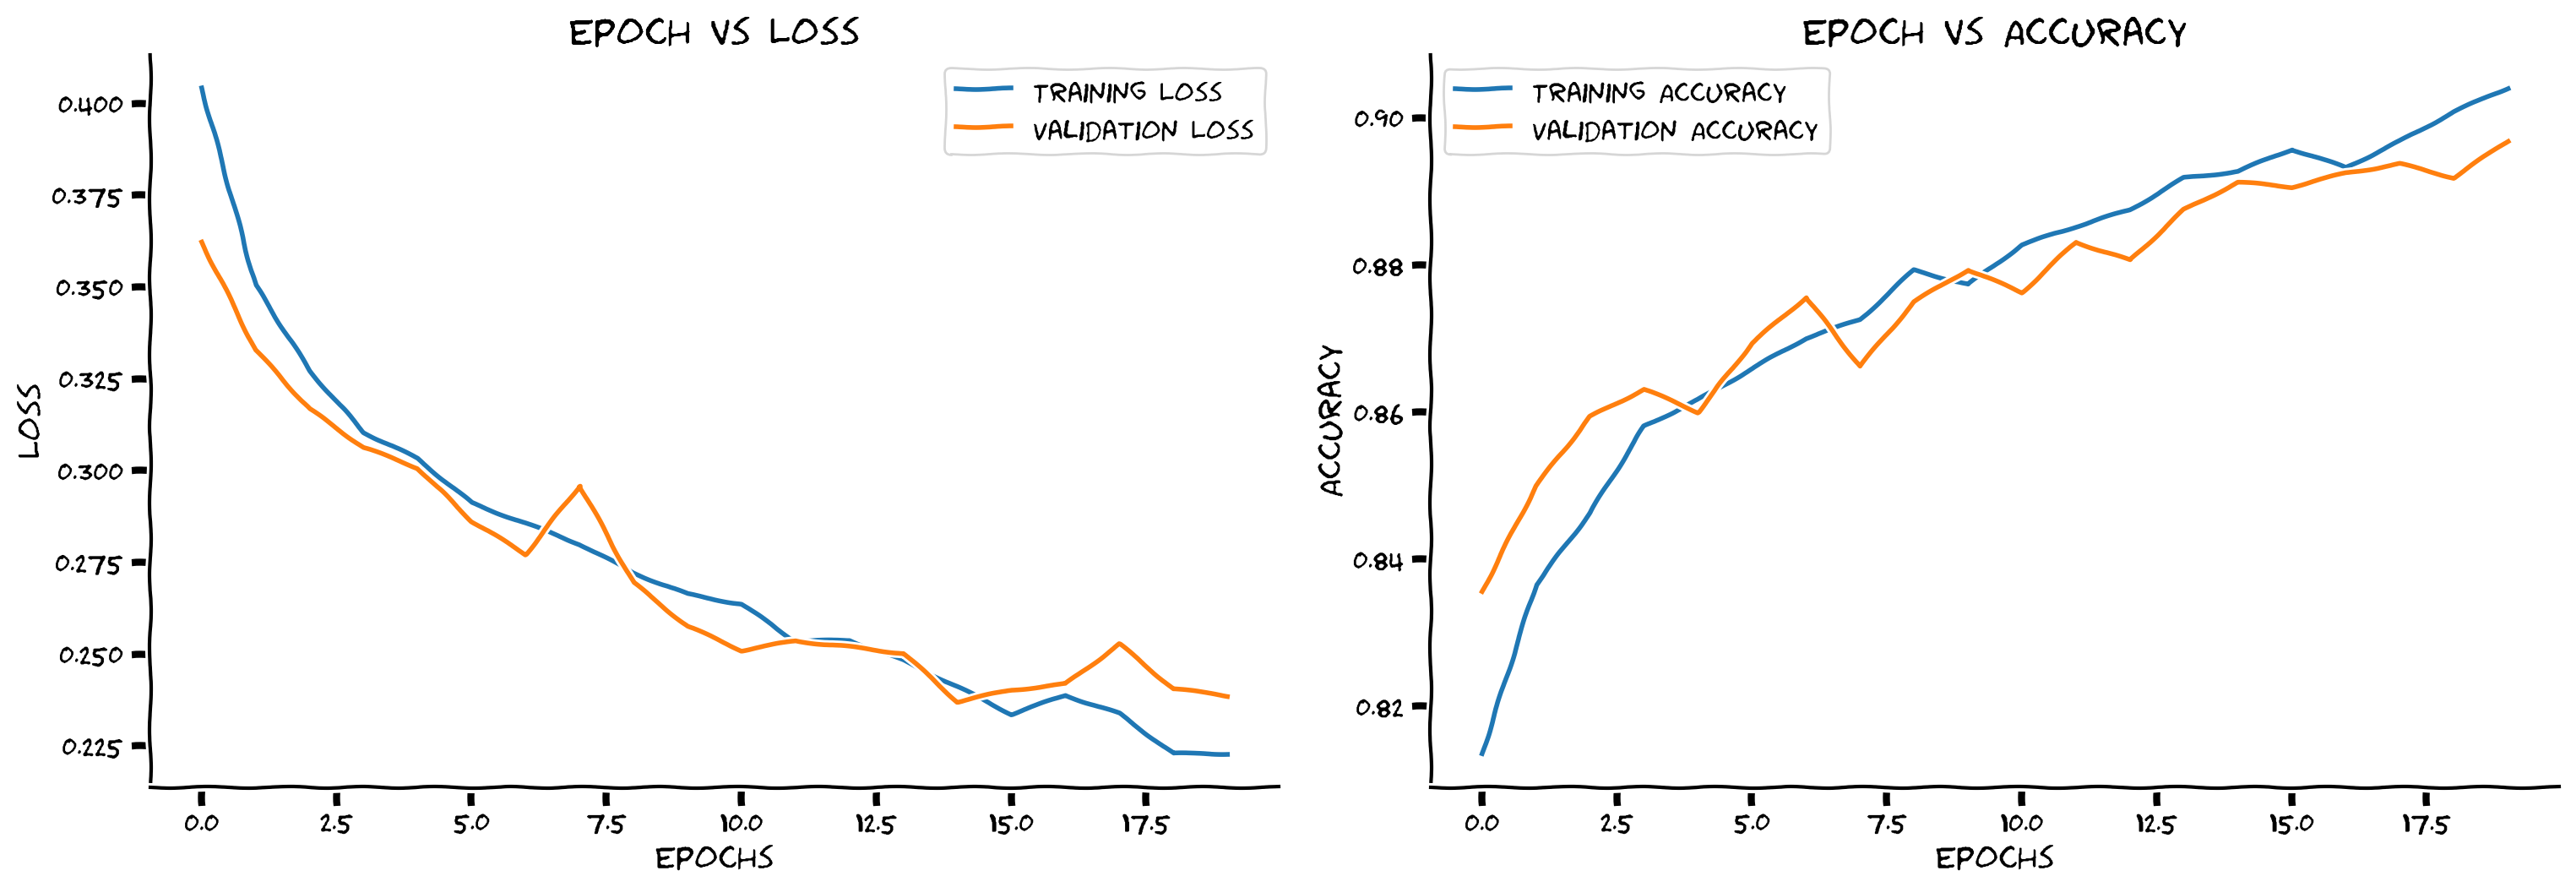 EPOCH VS LOSS
TRAINING LOSS
VALIDATION LOSS
0.400
0.375
0.350
0.325
0.300
0.275
0.250
0.225
LOSS
0.0 2.5 5.0 7.5 10.0 12.5 15.0 17.5
EPOCHS
EPOCH VS ACCURACY
TRAINING ACCURACY
VALIDATION ACCURACY
0.90
0.88
0.86
0.84
0.82
ACCURACY
0.0 2.5 5.0 7.5 10.0 12.5 15.0 17.5
EPOCHS